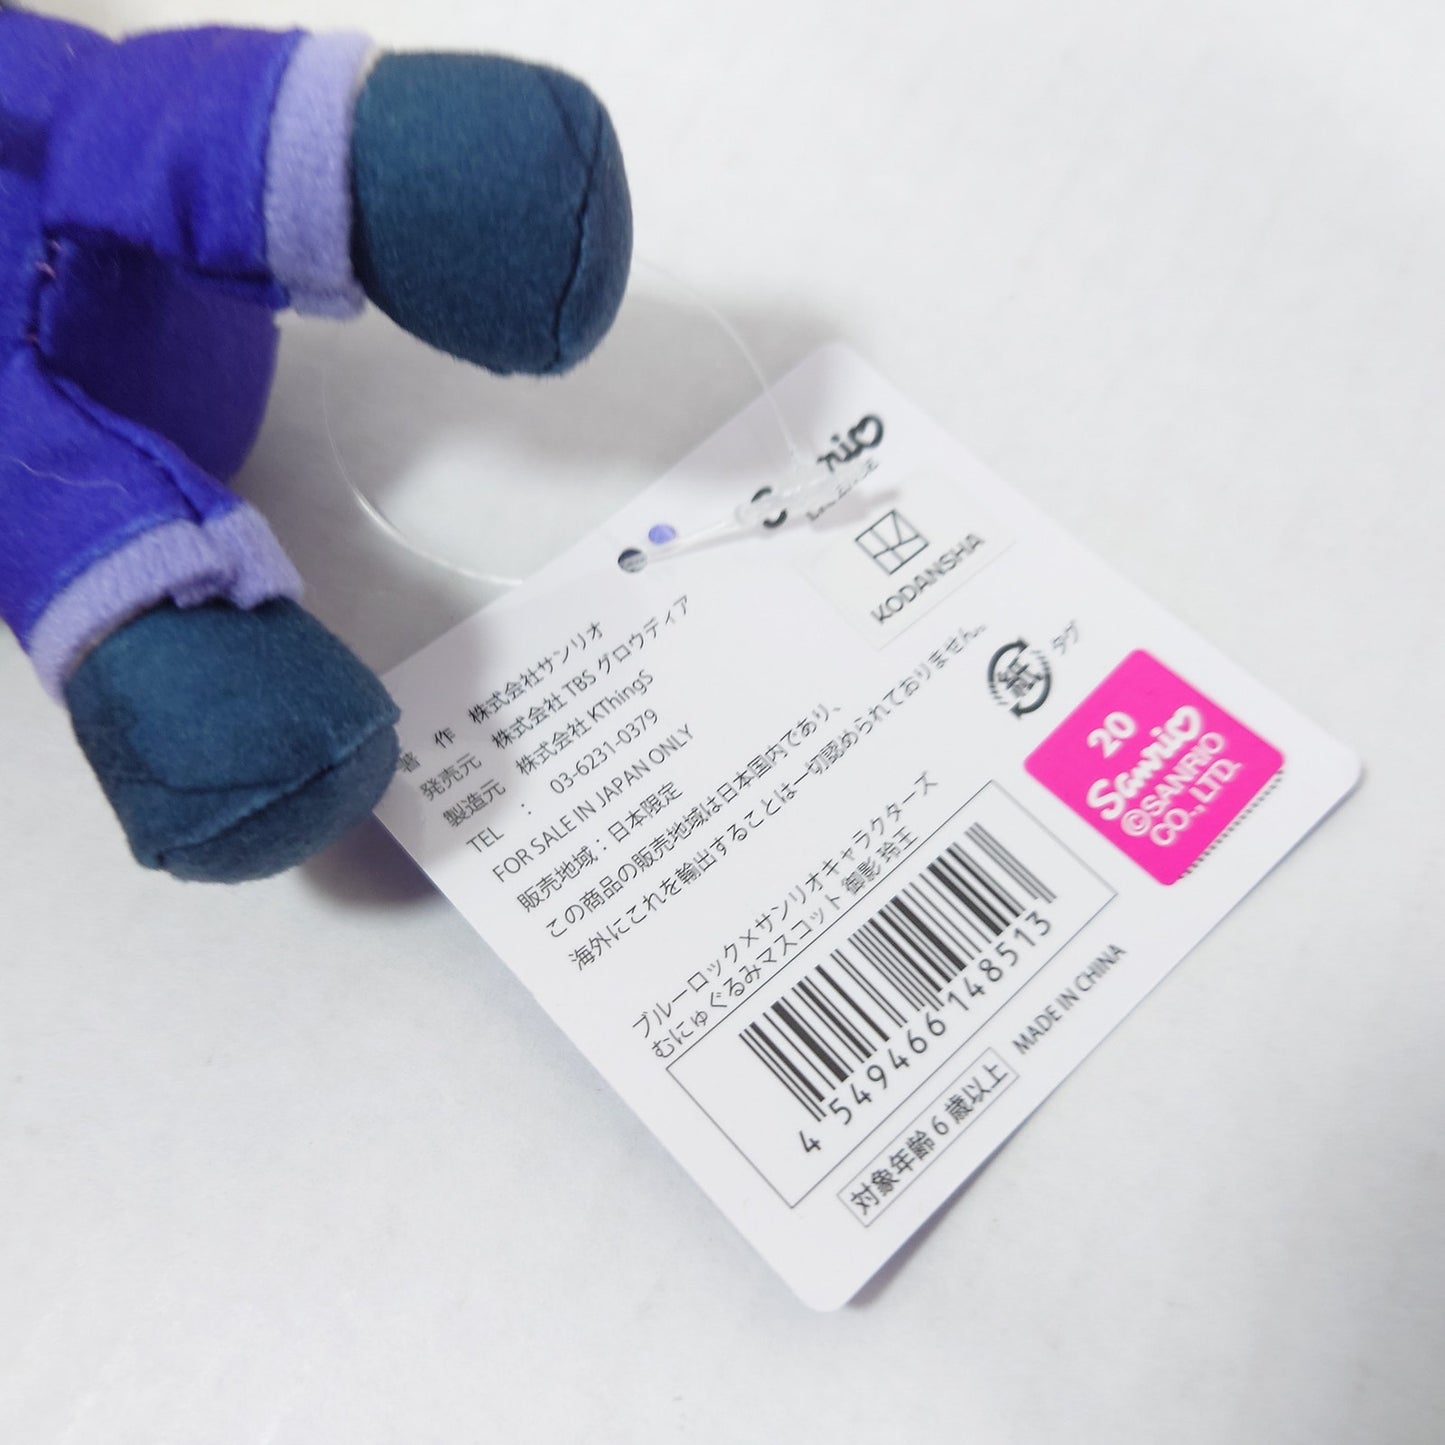 KODANSHA
著　作　株式会社サンリオ
発売元　株式会社 TBS グロウディア
製造元　株式会社 KThingS
TEL　：　03-6231-0379
FOR SALE IN JAPAN ONLY
販売地域：日本限定
この商品の販売地域は日本国内であり、
海外にこれを輸出することは一切認められておりません。
紙 タグ
20
Sanrio
©SANRIO
CO., LTD.
ブルーロック×サンリオキャラクターズ
むにゅぐるみマスコット 御影 玲王
4 549466 148513
対象年齢 6 歳以上
MADE IN CHINA